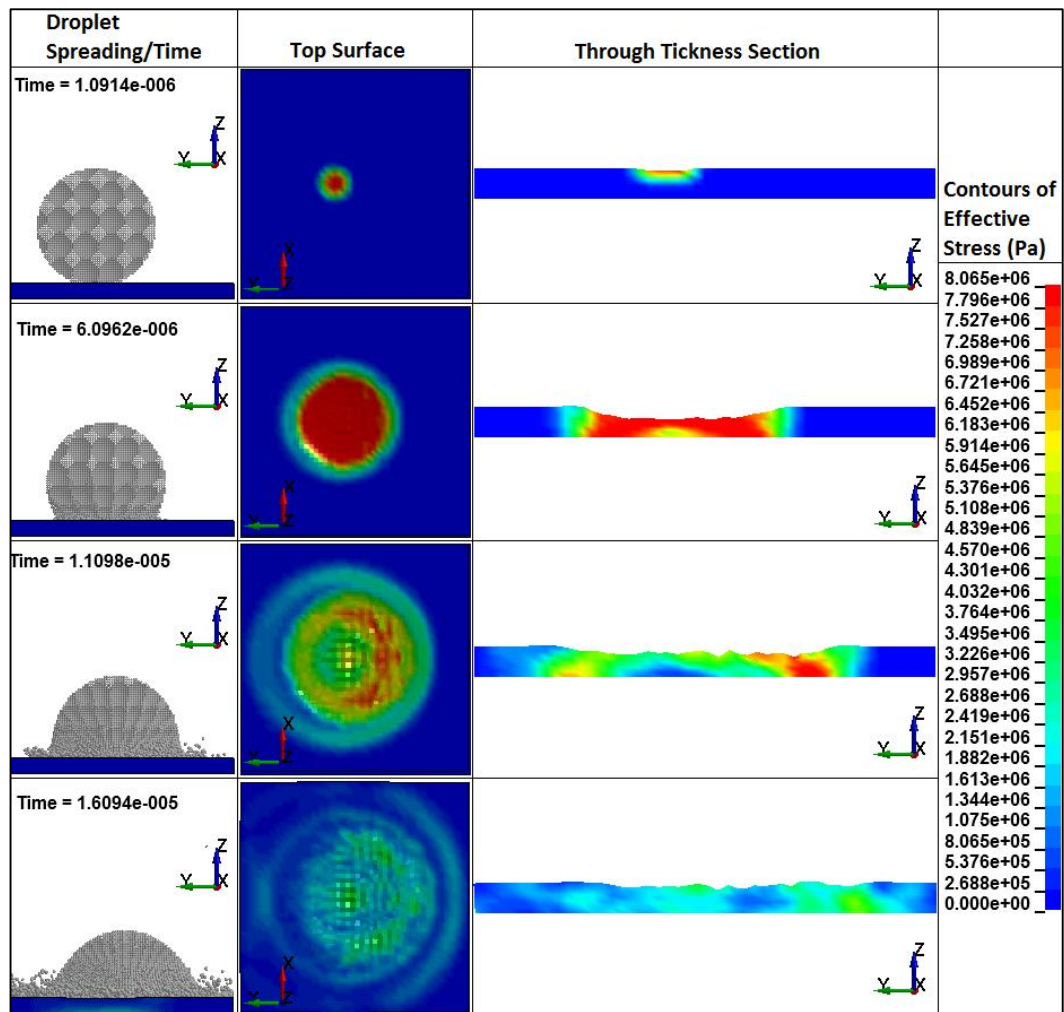 Droplet
Spreading/Time
Top Surface
Through Tickness Section
Time = 1.0914e-006
Z
Y
X
X
Y
Z
Z
Y
X
Time = 6.0962e-006
Z
Y
X
X
Y
Z
Z
Y
X
Time = 1.1098e-005
Z
Y
X
X
Y
Z
Z
Y
X
Time = 1.6094e-005
Z
Y
X
X
Y
Z
Z
Y
X
Contours of
Effective
Stress (Pa)
8.065e+06
7.796e+06
7.527e+06
7.258e+06
6.989e+06
6.721e+06
6.452e+06
6.183e+06
5.914e+06
5.645e+06
5.376e+06
5.108e+06
4.839e+06
4.570e+06
4.301e+06
4.032e+06
3.764e+06
3.495e+06
3.226e+06
2.957e+06
2.688e+06
2.419e+06
2.151e+06
1.882e+06
1.613e+06
1.344e+06
1.075e+06
8.065e+05
5.376e+05
2.688e+05
0.000e+00